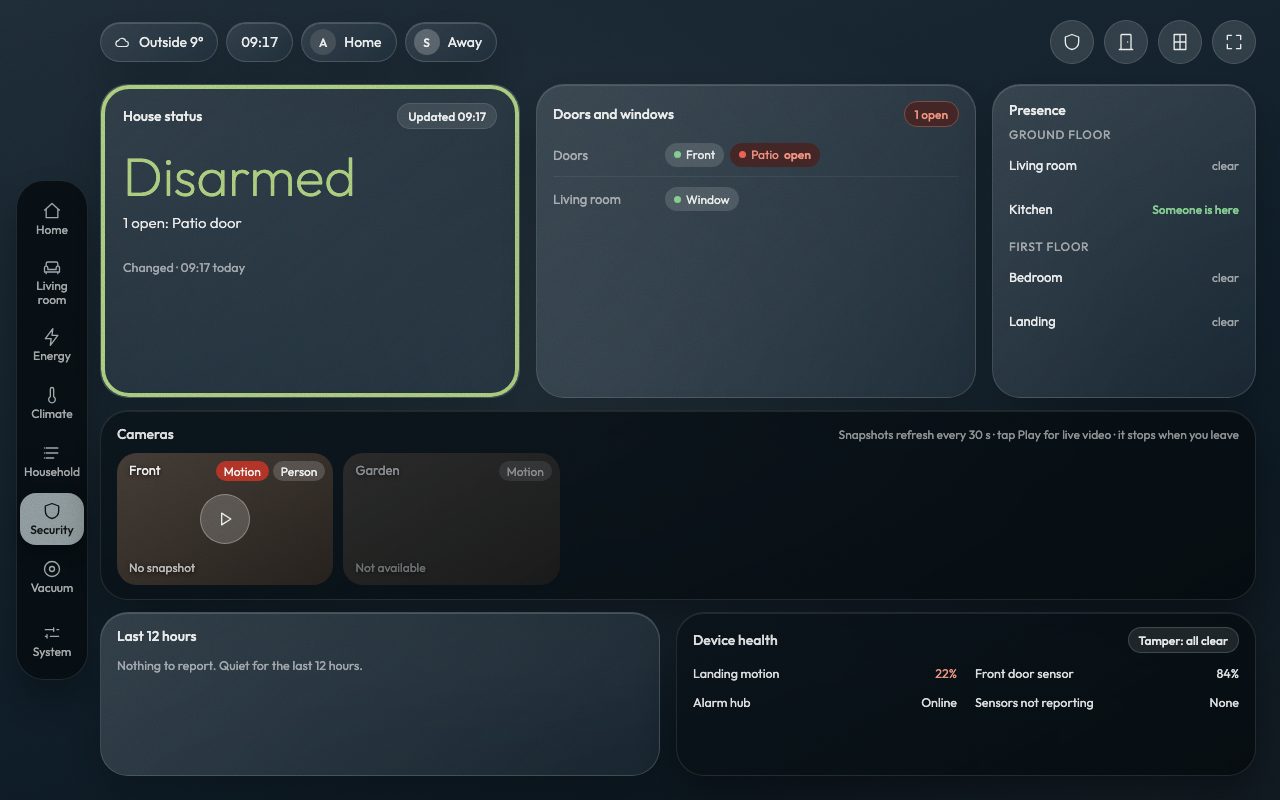 Outside 9°
09:17
A Home
S Away
House status
Updated 09:17
Disarmed
1 open: Patio door
Changed · 09:17 today
Doors and windows
1 open
Doors
Front
Patio open
Living room
Window
Presence
GROUND FLOOR
Living room clear
Kitchen Someone is here
FIRST FLOOR
Bedroom clear
Landing clear
Home
Living
room
Energy
Climate
Household
Security
Vacuum
System
Cameras
Snapshots refresh every 30 s · tap Play for live video · it stops when you leave
Front
Motion
Person
No snapshot
Garden
Motion
Not available
Last 12 hours
Nothing to report. Quiet for the last 12 hours.
Device health
Tamper: all clear
Landing motion 22%
Front door sensor 84%
Alarm hub Online
Sensors not reporting None